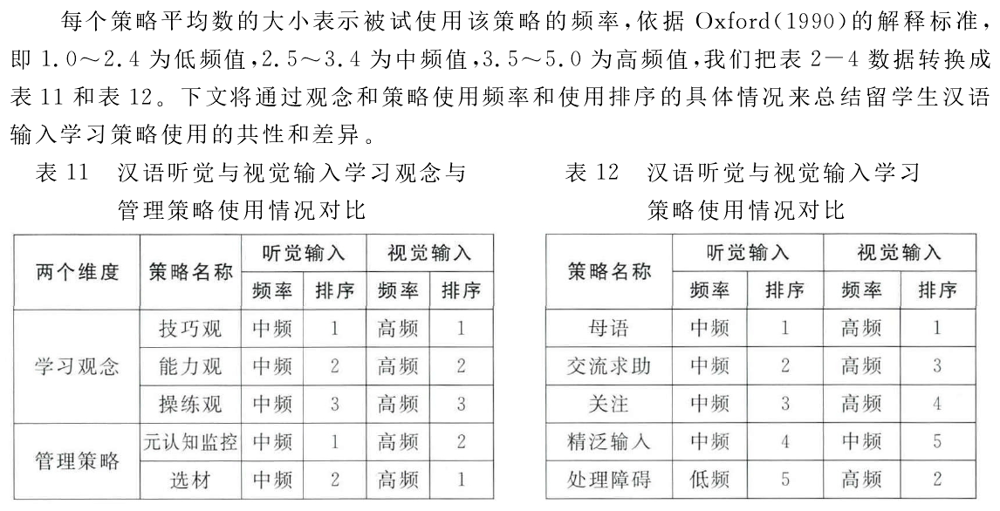 每个策略平均数的大小表示被试使用该策略的频率,依据 Oxford(1990)的解释标准,
即 1.0～2.4 为低频值,2.5～3.4 为中频值,3.5～5.0 为高频值,我们把表 2—4 数据转换成
表 11 和表 12。下文将通过观念和策略使用频率和使用排序的具体情况来总结留学生汉语
输入学习策略使用的共性和差异。
表 11 汉语听觉与视觉输入学习观念与
管理策略使用情况对比
两个维度 策略名称 听觉输入 视觉输入
频率 排序 频率 排序
学习观念
技巧观 中频 1 高频 1
能力观 中频 2 高频 2
操练观 中频 3 高频 3
管理策略
元认知监控 中频 1 高频 2
选材 中频 2 高频 1
表 12 汉语听觉与视觉输入学习
策略使用情况对比
策略名称 听觉输入 视觉输入
频率 排序 频率 排序
母语 中频 1 高频 1
交流求助 中频 2 高频 3
关注 中频 3 高频 4
精泛输入 中频 4 中频 5
处理障碍 低频 5 高频 2